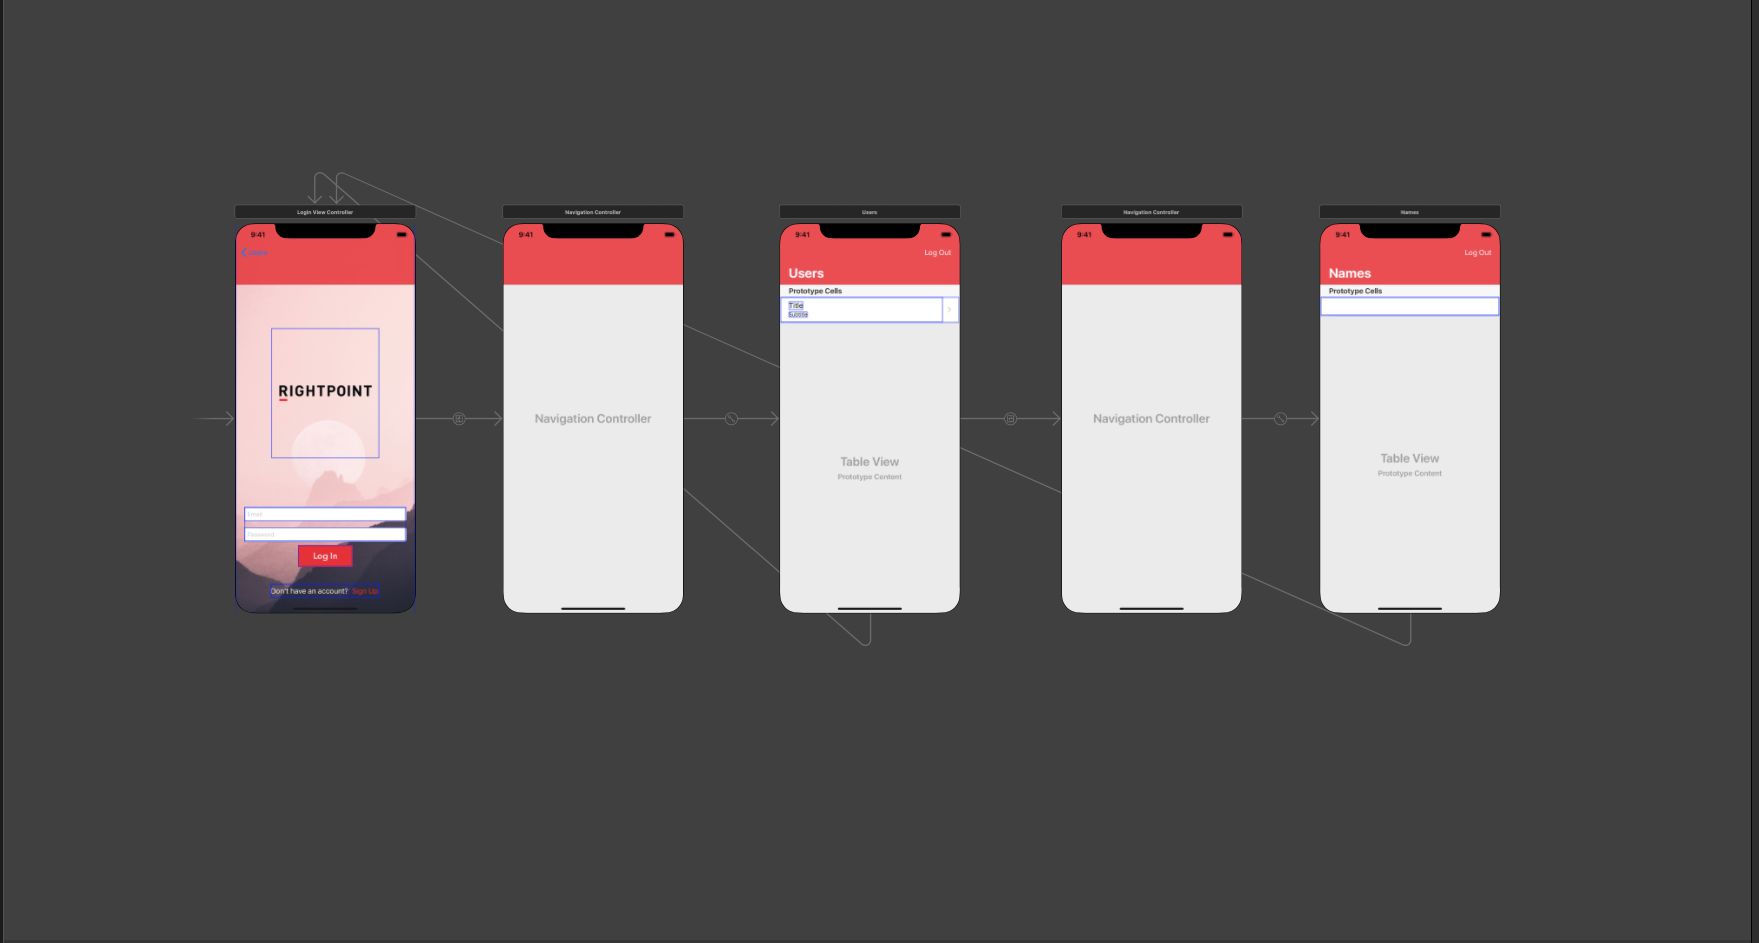 Login View Controller
9:41
RIGHTPOINT
Email
Password
Log In
Don't have an account? Sign Up
Navigation Controller
9:41
Navigation Controller
Users
9:41
Log Out
Users
Prototype Cells
Title
Subtitle
Table View
Prototype Content
Navigation Controller
9:41
Navigation Controller
Names
9:41
Log Out
Names
Prototype Cells
Table View
Prototype Content